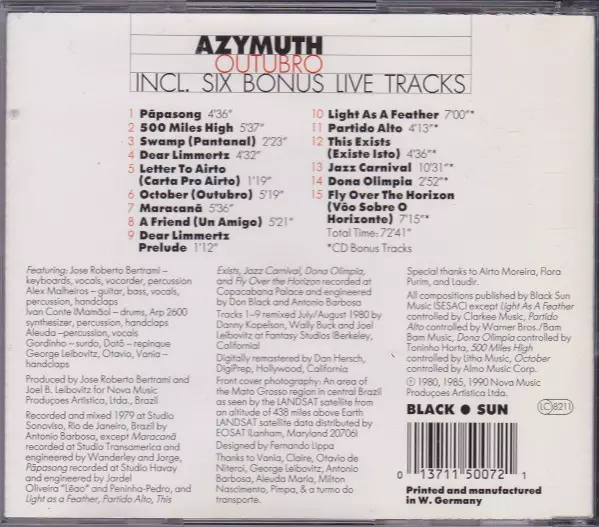 AZYMUTH
OUTUBRO
INCL. SIX BONUS LIVE TRACKS
1 Pãpasong 4'36"
2 500 Miles High 5'37"
3 Swamp (Pantanal) 2'23"
4 Dear Limmertz 4'32"
5 Letter To Airto
(Carta Pro Airto) 1'19"
6 October (Outubro) 5'19"
7 Maracanã 5'36"
8 A Friend (Un Amigo) 5'21"
9 Dear Limmertz
Prelude 1'12"
10 Light As A Feather 7'00"*
11 Partido Alto 4'13"*
12 This Exists
(Existe Isto) 4'36"*
13 Jazz Carnival 10'31"*
14 Dona Olimpia 2'52"*
15 Fly Over The Horizon
(Vão Sobre O
Horizonte) 7'15"*
Total Time: 72'41"
*CD Bonus Tracks
Featuring: Jose Roberto Bertrami –
keyboards, vocals, vocorder, percussion
Alex Malheiros – guitar, bass, vocals,
percussion, handclaps
Ivan Conte (Mamão) – drums, Arp 2600
synthesizer, percussion, handclaps
Aleuda – percussion, vocals
Gordinho – surdo, Dotô – repinque
George Leibovitz, Otavia, Vania –
handclaps
Produced by Jose Roberto Bertrami and
Joel B. Leibovitz for Nova Music
Produções Artistica, Ltda., Brazil
Recorded and mixed 1979 at Studio
Sonoviso, Rio de Janeiro, Brazil by
Antonio Barbosa, except Maracanã
recorded at Studio Transamerica and
engineered by Wanderley and Jorge,
Pãpasong recorded at Studio Havay
and engineered by Jardel
Oliveira "Lêao" and Peninha-Pedro, and
Light as a Feather, Partido Alto, This
Exists, Jazz Carnival, Dona Olimpia,
and Fly Over the Horizon recorded at
Copacabana Palace and engineered
by Don Black and Antonio Barbosa
Tracks 1–9 remixed July/August 1980 by
Danny Kopelson, Wally Buck and Joel
Leibovitz at Fantasy Studios (Berkeley,
California)
Digitally remastered by Dan Hersch,
DigiPrep, Hollywood, California
Front cover photography: An area of
the Mato Grosso region in central Brazil
as seen by the LANDSAT satellite from
an altitude of 438 miles above Earth
LANDSAT satellite data distributed by
EOSAT (Lanham, Maryland 20706)
Designed by Fernando Lippa
Thanks to Vania, Claire, Otavio de
Niteroi, George Leibovitz, Antonio
Barbosa, Aleuda, Maria, Milton
Nascimento, Pimpa, & a turma do
transporte.
Special thanks to Airto Moreira, Flora
Purim, and Laudir.
All compositions published by Black Sun
Music (SESAC) except Light As A Feather
controlled by Clarkee Music, Partido
Alto controlled by Warner Bros./Bam
Bam Music, Dona Olimpia controlled by
Toninho Horta, 500 Miles High
controlled by Litha Music, October
controlled by Almo Music Corp.
℗ 1980, 1985, 1990 Nova Music
Produçoes Artistica Ltda.
BLACK ● SUN
LC 8211
0 13711 50072 1
Printed and manufactured
in W. Germany